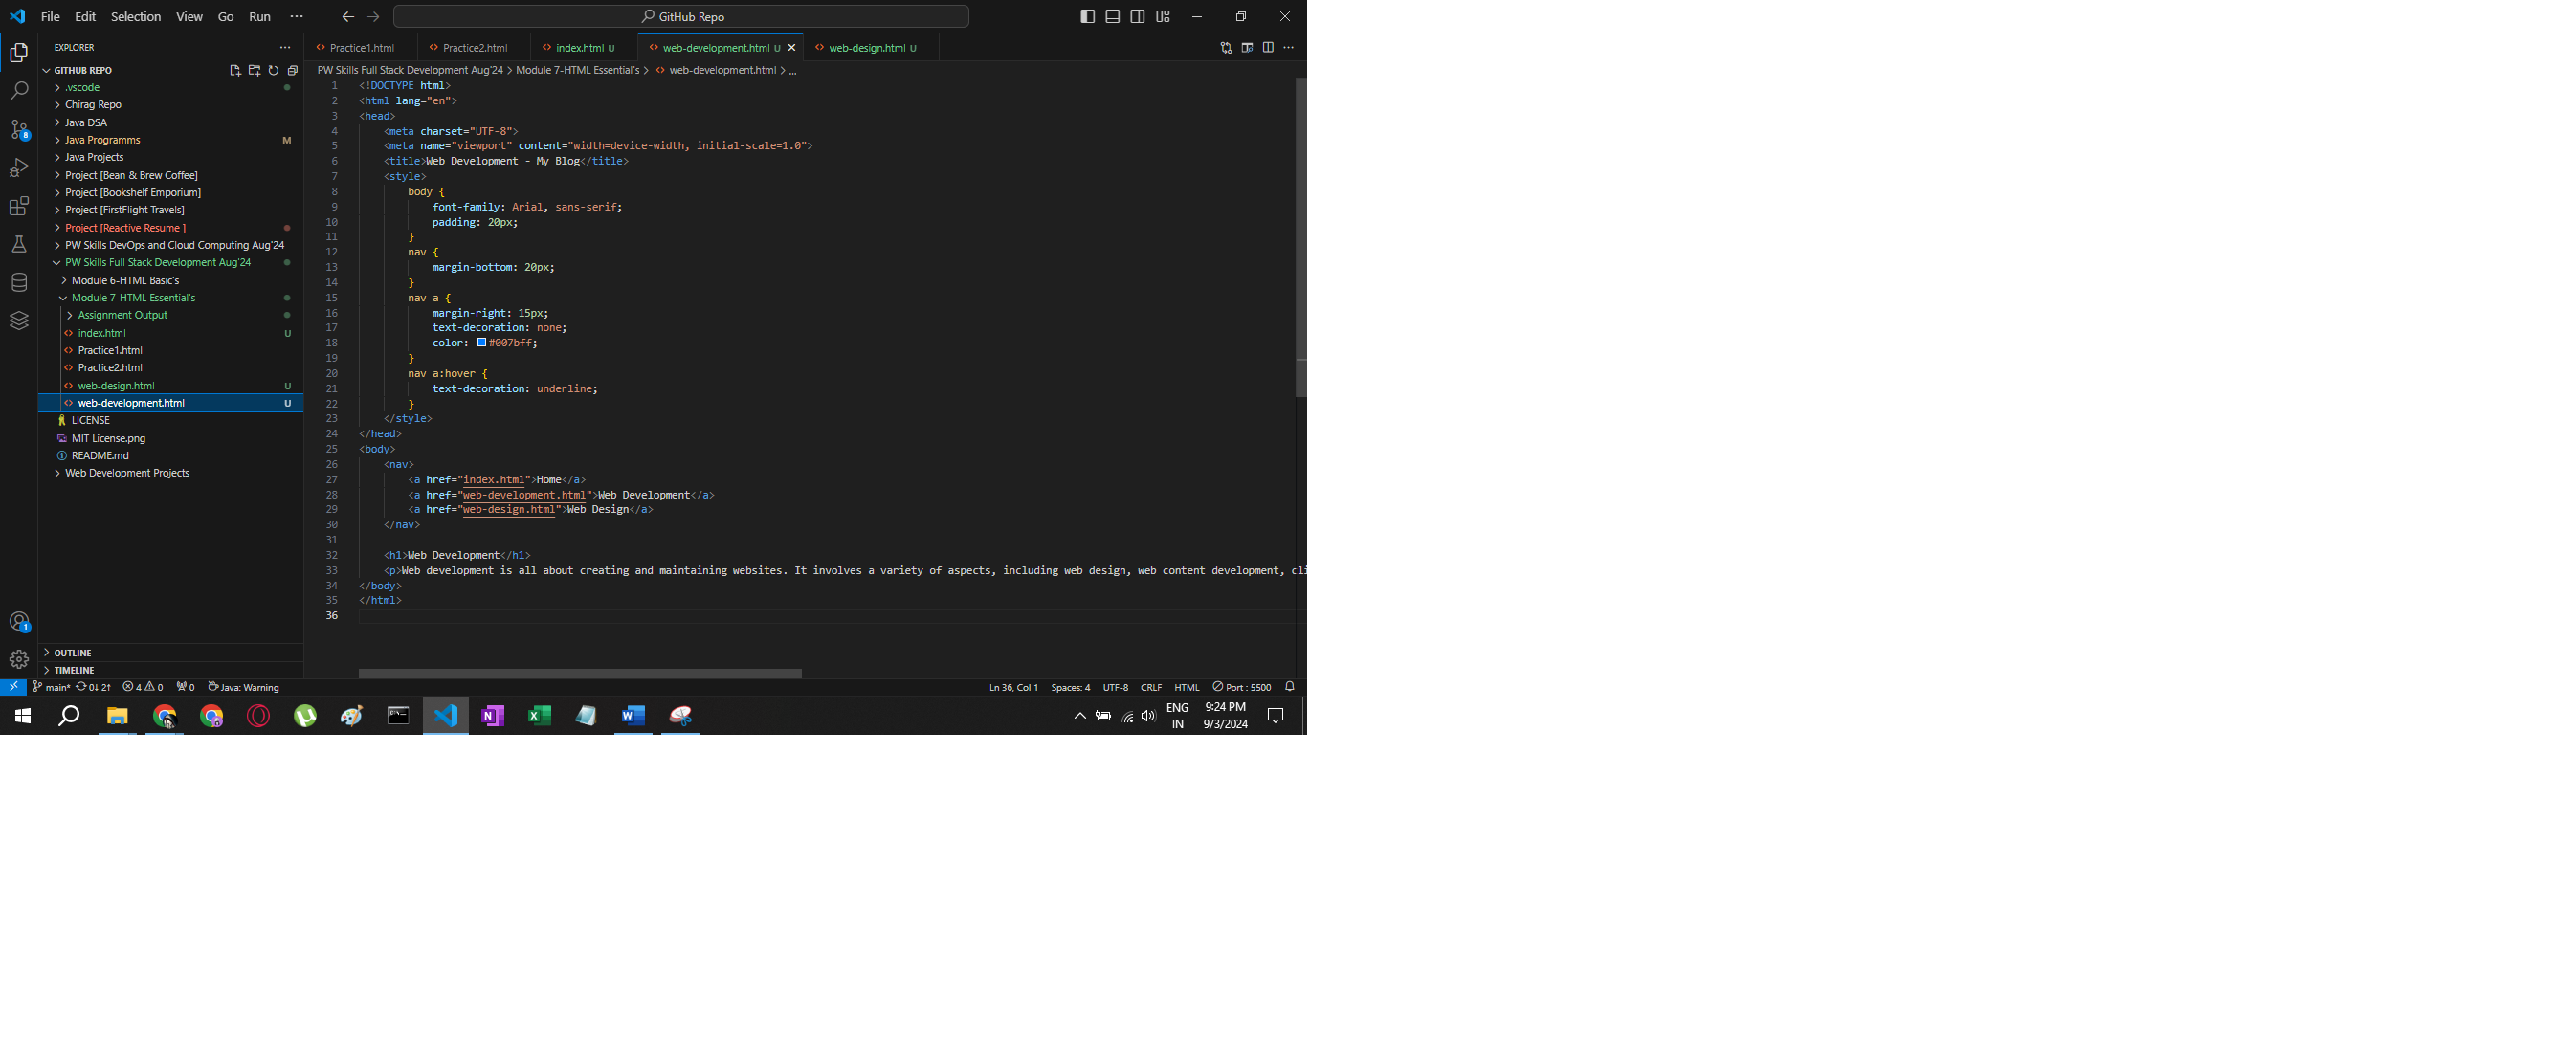 File Edit Selection View Go Run ··· GitHub Repo
EXPLORER ···
GITHUB REPO
.vscode
Chirag Repo
Java DSA
Java Programms M
Java Projects
Project [Bean & Brew Coffee]
Project [Bookshelf Emporium]
Project [FirstFlight Travels]
Project [Reactive Resume ]
PW Skills DevOps and Cloud Computing Aug'24
PW Skills Full Stack Development Aug'24
Module 6-HTML Basic's
Module 7-HTML Essential's
Assignment Output
index.html U
Practice1.html
Practice2.html
web-design.html U
web-development.html U
LICENSE
MIT License.png
README.md
Web Development Projects
OUTLINE
TIMELINE
Practice1.html Practice2.html index.html U web-development.html U web-design.html U ···
PW Skills Full Stack Development Aug'24 > Module 7-HTML Essential's > web-development.html > ...
1 <!DOCTYPE html>
2 <html lang="en">
3 <head>
4 <meta charset="UTF-8">
5 <meta name="viewport" content="width=device-width, initial-scale=1.0">
6 <title>Web Development - My Blog</title>
7 <style>
8 body {
9 font-family: Arial, sans-serif;
10 padding: 20px;
11 }
12 nav {
13 margin-bottom: 20px;
14 }
15 nav a {
16 margin-right: 15px;
17 text-decoration: none;
18 color: #007bff;
19 }
20 nav a:hover {
21 text-decoration: underline;
22 }
23 </style>
24 </head>
25 <body>
26 <nav>
27 <a href="index.html">Home</a>
28 <a href="web-development.html">Web Development</a>
29 <a href="web-design.html">Web Design</a>
30 </nav>
31
32 <h1>Web Development</h1>
33 <p>Web development is all about creating and maintaining websites. It involves a variety of aspects, including web design, web content development, cli
34 </body>
35 </html>
36
8
1
main* 0↓ 2↑ 4 0 0 Java: Warning Ln 36, Col 1 Spaces: 4 UTF-8 CRLF HTML Port : 5500
ENG 9:24 PM
IN 9/3/2024